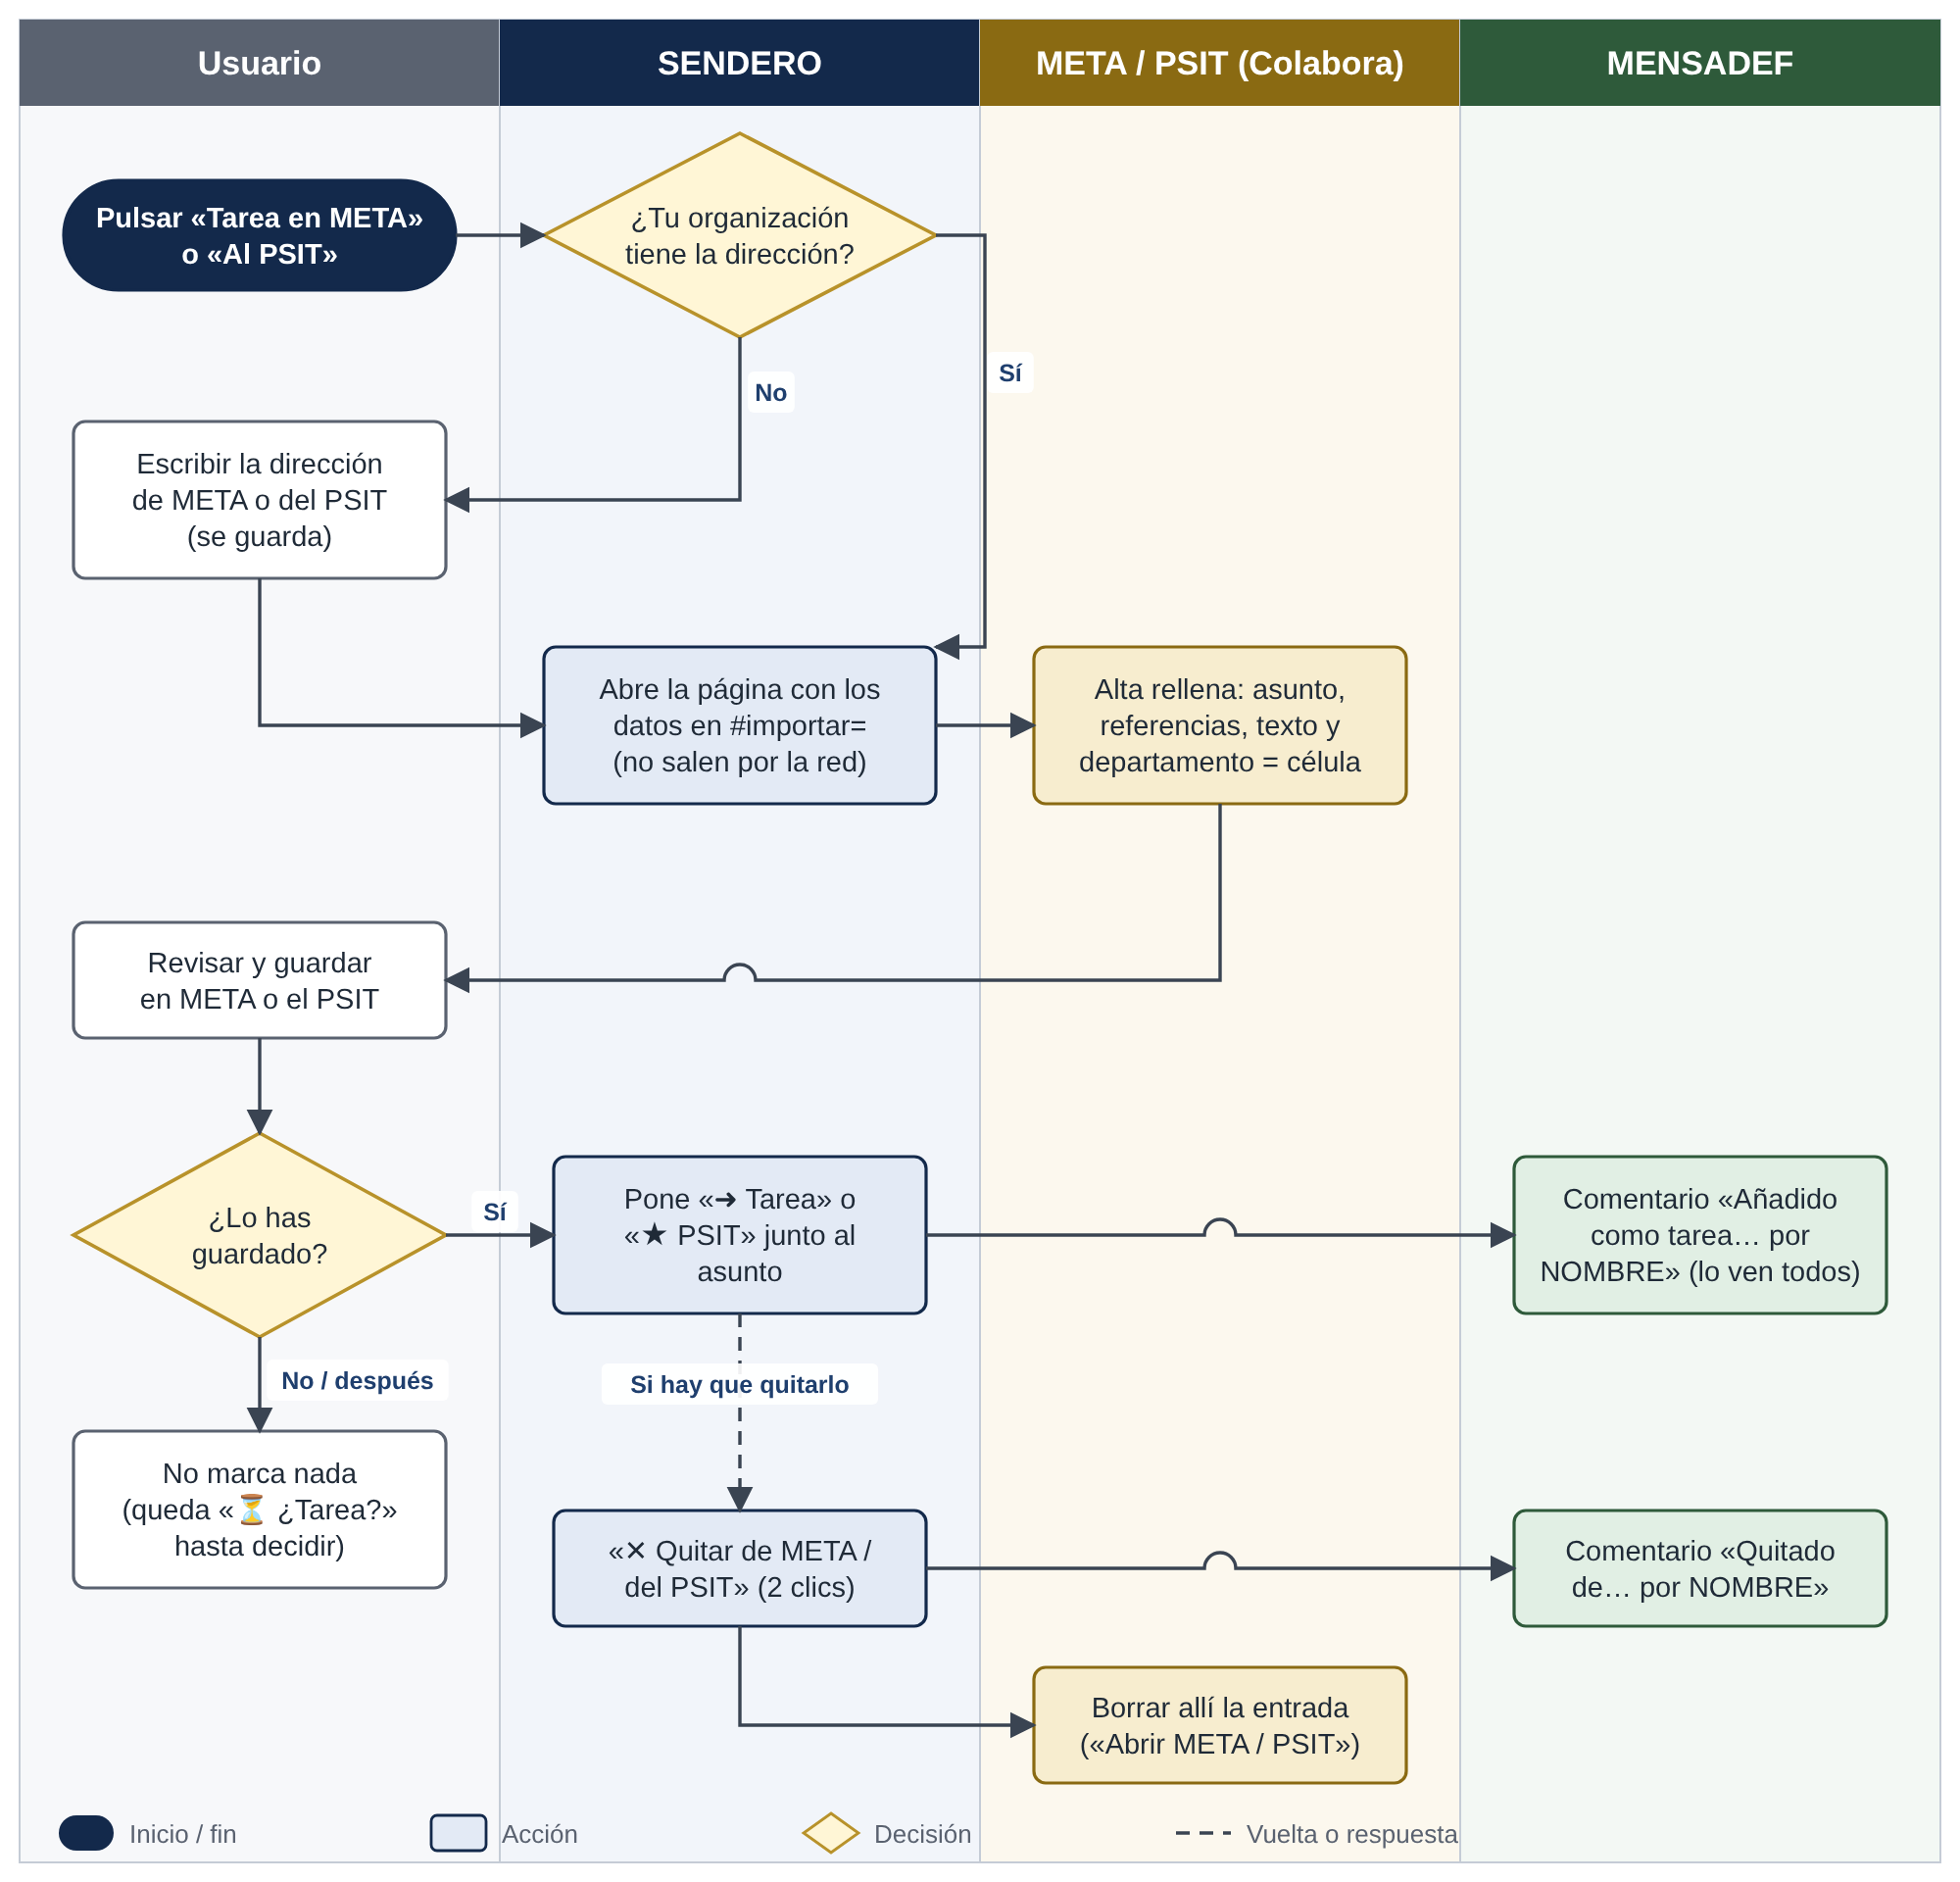 Usuario
SENDERO
META / PSIT (Colabora)
MENSADEF
Pulsar «Tarea en META»
o «Al PSIT»
¿Tu organización
tiene la dirección?
No
Sí
Escribir la dirección
de META o del PSIT
(se guarda)
Abre la página con los
datos en #importar=
(no salen por la red)
Alta rellena: asunto,
referencias, texto y
departamento = célula
Revisar y guardar
en META o el PSIT
¿Lo has
guardado?
Sí
Pone «➜ Tarea» o
«★ PSIT» junto al
asunto
Comentario «Añadido
como tarea… por
NOMBRE» (lo ven todos)
No / después
Si hay que quitarlo
No marca nada
(queda «⏳ ¿Tarea?»
hasta decidir)
«✕ Quitar de META /
del PSIT» (2 clics)
Comentario «Quitado
de… por NOMBRE»
Borrar allí la entrada
(«Abrir META / PSIT»)
Inicio / fin
Acción
Decisión
Vuelta o respuesta